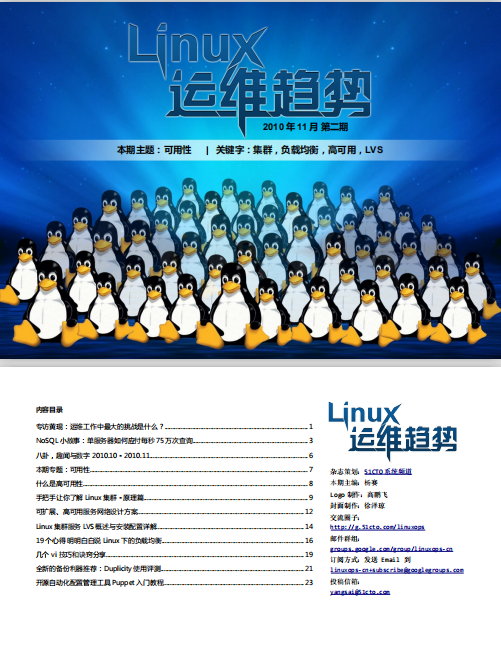 Linux
运维趋势
2010年11月 第二期
本期主题：可用性 | 关键字：集群，负载均衡，高可用，LVS
内容目录
专访黄琨：运维工作中最大的挑战是什么？ 1
NoSQL 小故事：单服务器如何应付每秒 75 万次查询 3
八卦，趣闻与数字 2010.10 - 2010.11 6
本期专题：可用性 7
什么是高可用性 8
手把手让你了解 Linux 集群 - 原理篇 9
可扩展、高可用服务网络设计方案 12
Linux 集群服务 LVS 概述与安装配置详解 14
19 个心得 明明白白说 Linux 下的负载均衡 16
几个 vi 技巧和诀窍分享 19
全新的备份利器推荐：Duplicity 使用评测 21
开源自动化配置管理工具 Puppet 入门教程 23
Linux
运维趋势
杂志策划：51CTO 系统频道
本期主编：杨赛
Logo 制作：高鹏飞
封面制作：徐泽琼
交流圈子：
http://g.51cto.com/linuxops
邮件群组：
groups.google.com/group/linuxops-cn
订阅方式：发送 Email 到
linuxops-cn+subscribe@googlegroups.com
投稿信箱：
yangsai@51cto.com